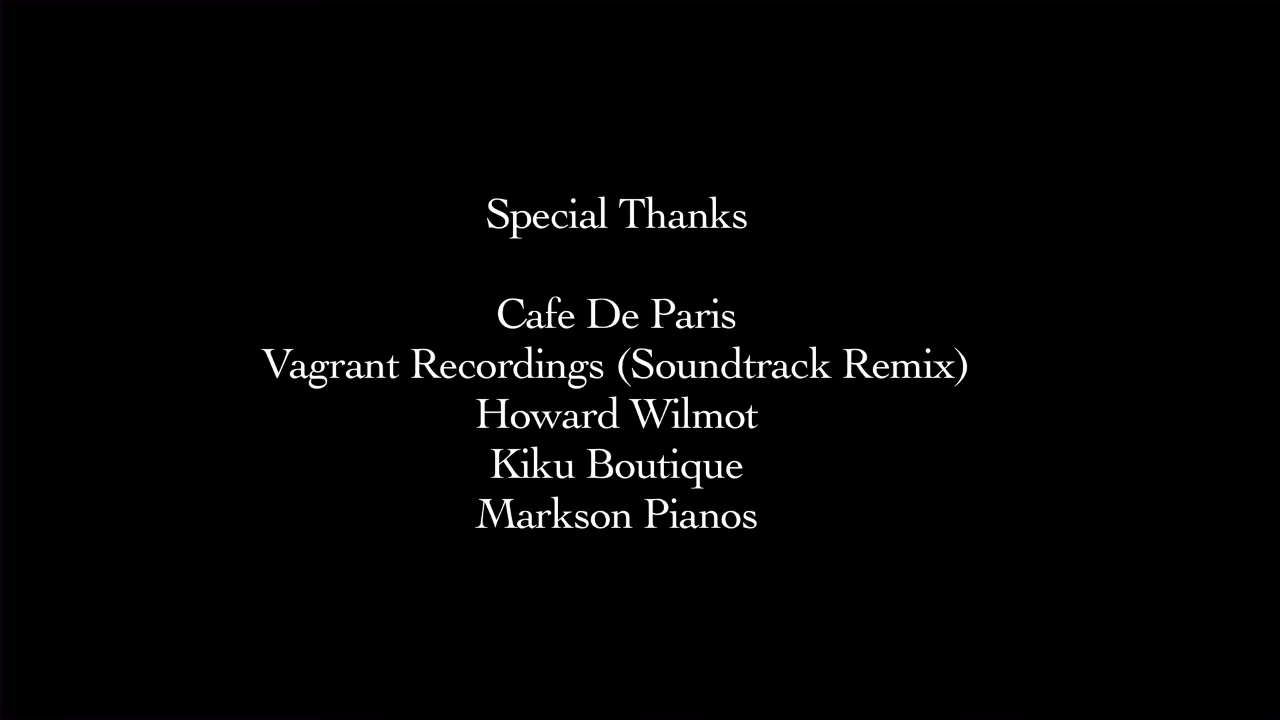 Special Thanks
Cafe De Paris
Vagrant Recordings (Soundtrack Remix)
Howard Wilmot
Kiku Boutique
Markson Pianos